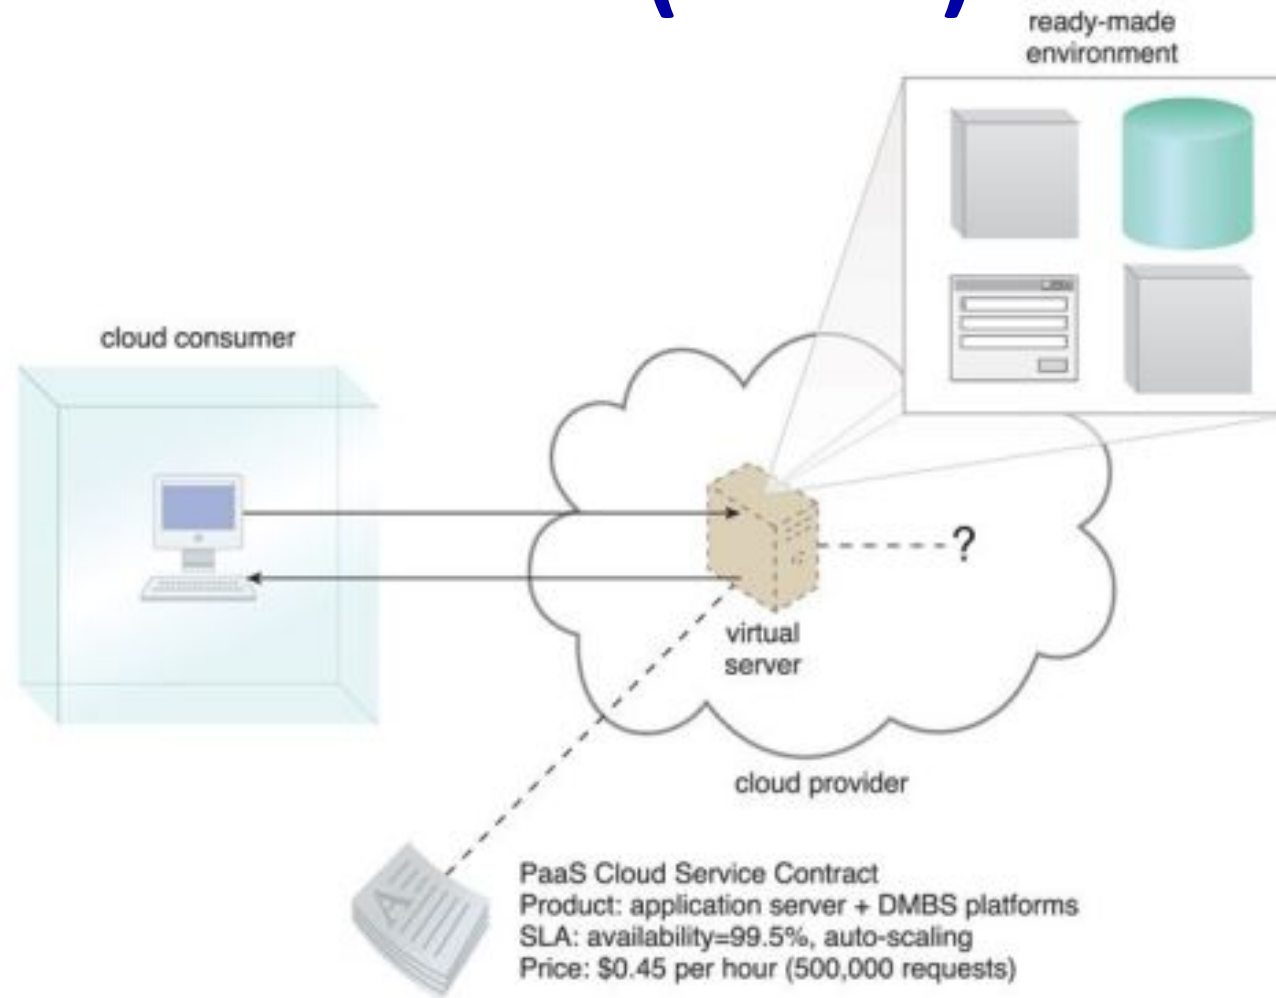 ready-made
environment
cloud consumer
?
virtual
server
cloud provider
PaaS Cloud Service Contract
Product: application server + DMBS platforms
SLA: availability=99.5%, auto-scaling
Price: $0.45 per hour (500,000 requests)